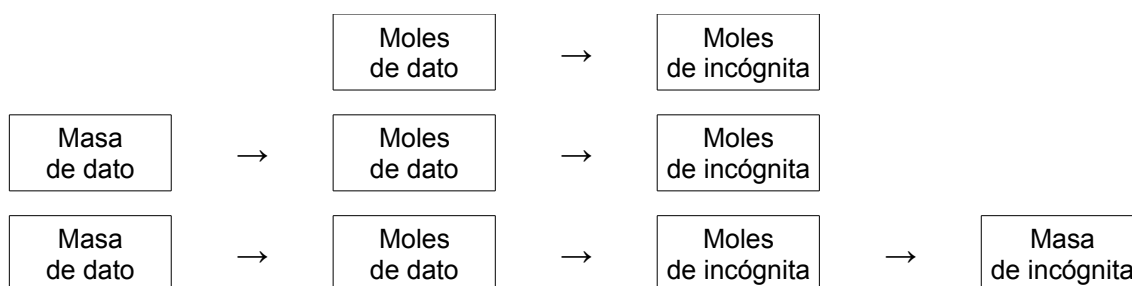 Moles
de dato
→
Moles
de incógnita
Masa
de dato
→
Moles
de dato
→
Moles
de incógnita
Masa
de dato
→
Moles
de dato
→
Moles
de incógnita
→
Masa
de incógnita